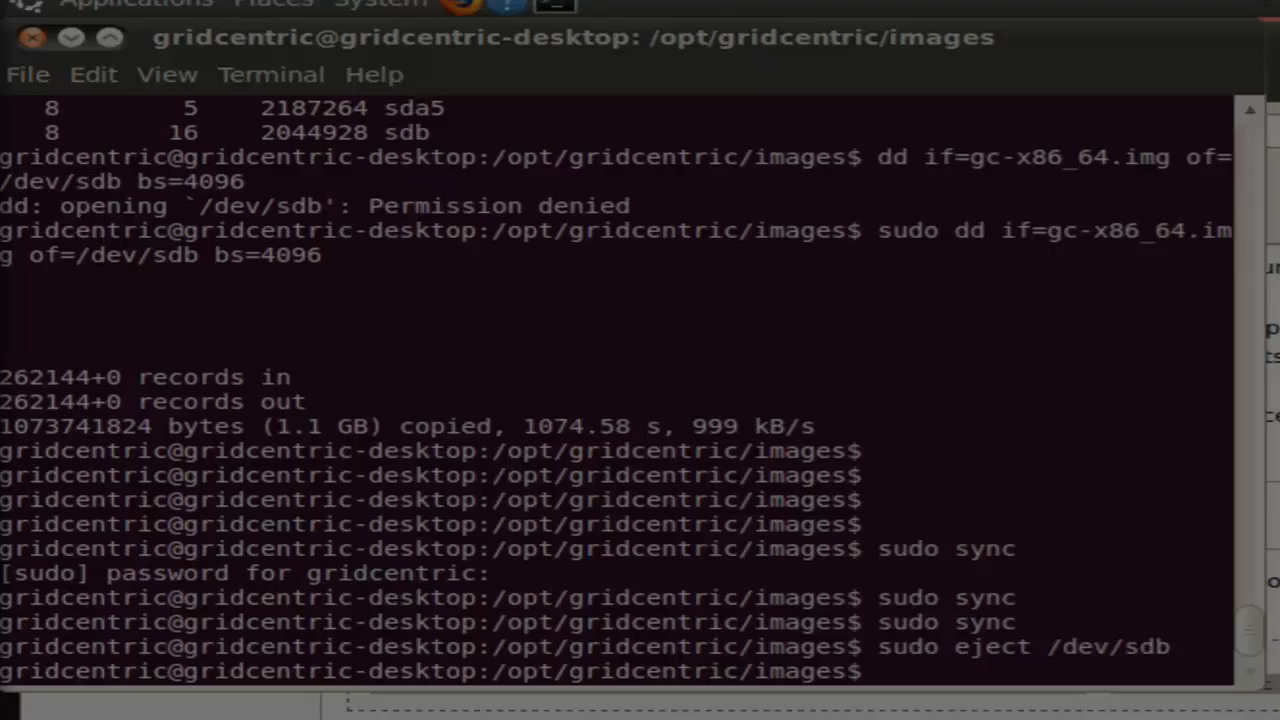 Applications Places System
gridcentric@gridcentric-desktop: /opt/gridcentric/images
File Edit View Terminal Help
8 5 2187264 sda5
8 16 2044928 sdb
gridcentric@gridcentric-desktop:/opt/gridcentric/images$ dd if=gc-x86_64.img of=
/dev/sdb bs=4096
dd: opening `/dev/sdb': Permission denied
gridcentric@gridcentric-desktop:/opt/gridcentric/images$ sudo dd if=gc-x86_64.im
g of=/dev/sdb bs=4096
262144+0 records in
262144+0 records out
1073741824 bytes (1.1 GB) copied, 1074.58 s, 999 kB/s
gridcentric@gridcentric-desktop:/opt/gridcentric/images$
gridcentric@gridcentric-desktop:/opt/gridcentric/images$
gridcentric@gridcentric-desktop:/opt/gridcentric/images$
gridcentric@gridcentric-desktop:/opt/gridcentric/images$
gridcentric@gridcentric-desktop:/opt/gridcentric/images$ sudo sync
[sudo] password for gridcentric:
gridcentric@gridcentric-desktop:/opt/gridcentric/images$ sudo sync
gridcentric@gridcentric-desktop:/opt/gridcentric/images$ sudo sync
gridcentric@gridcentric-desktop:/opt/gridcentric/images$ sudo eject /dev/sdb
gridcentric@gridcentric-desktop:/opt/gridcentric/images$